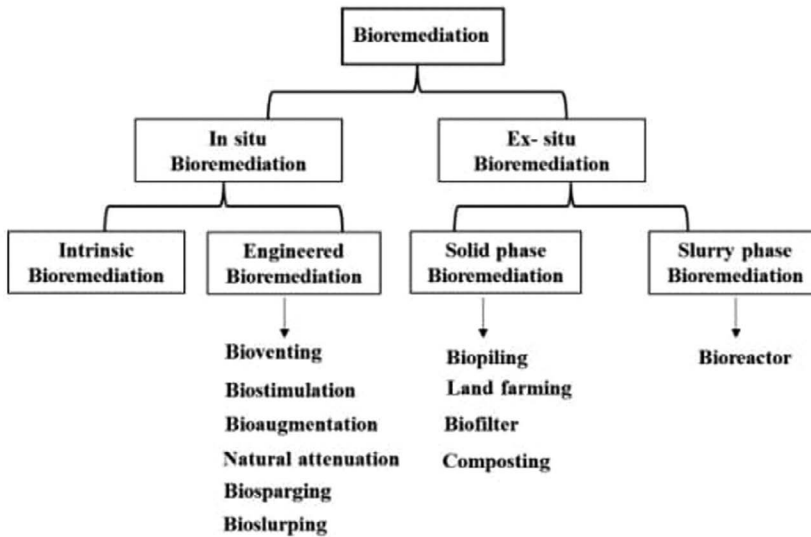 Bioremediation
In situ
Bioremediation
Ex- situ
Bioremediation
Intrinsic
Bioremediation
Engineered
Bioremediation
Solid phase
Bioremediation
Slurry phase
Bioremediation
Bioventing
Biostimulation
Bioaugmentation
Natural attenuation
Biosparging
Bioslurping
Biopiling
Land farming
Biofilter
Composting
Bioreactor